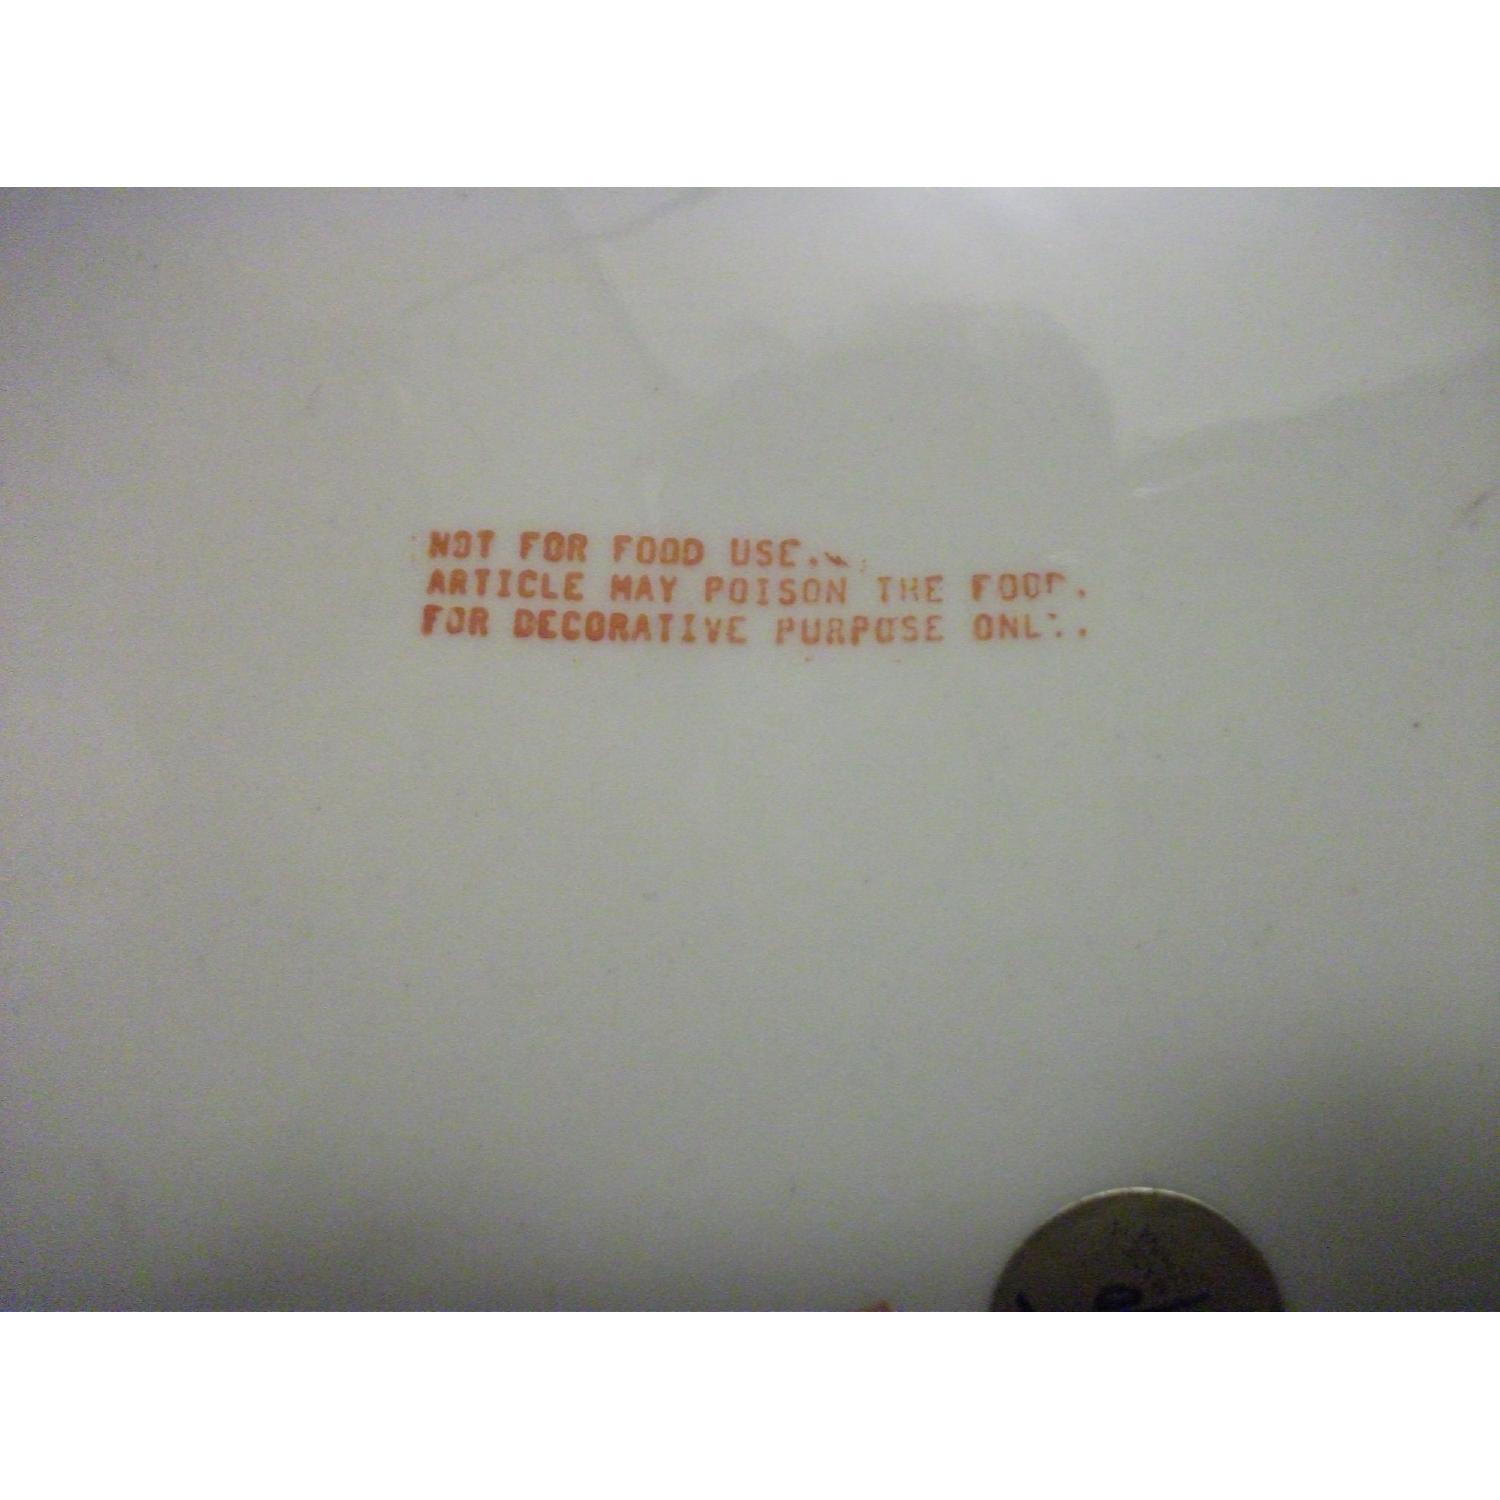 NOT FOR FOOD USE.
ARTICLE MAY POISON THE FOOD.
FOR DECORATIVE PURPOSE ONLY.